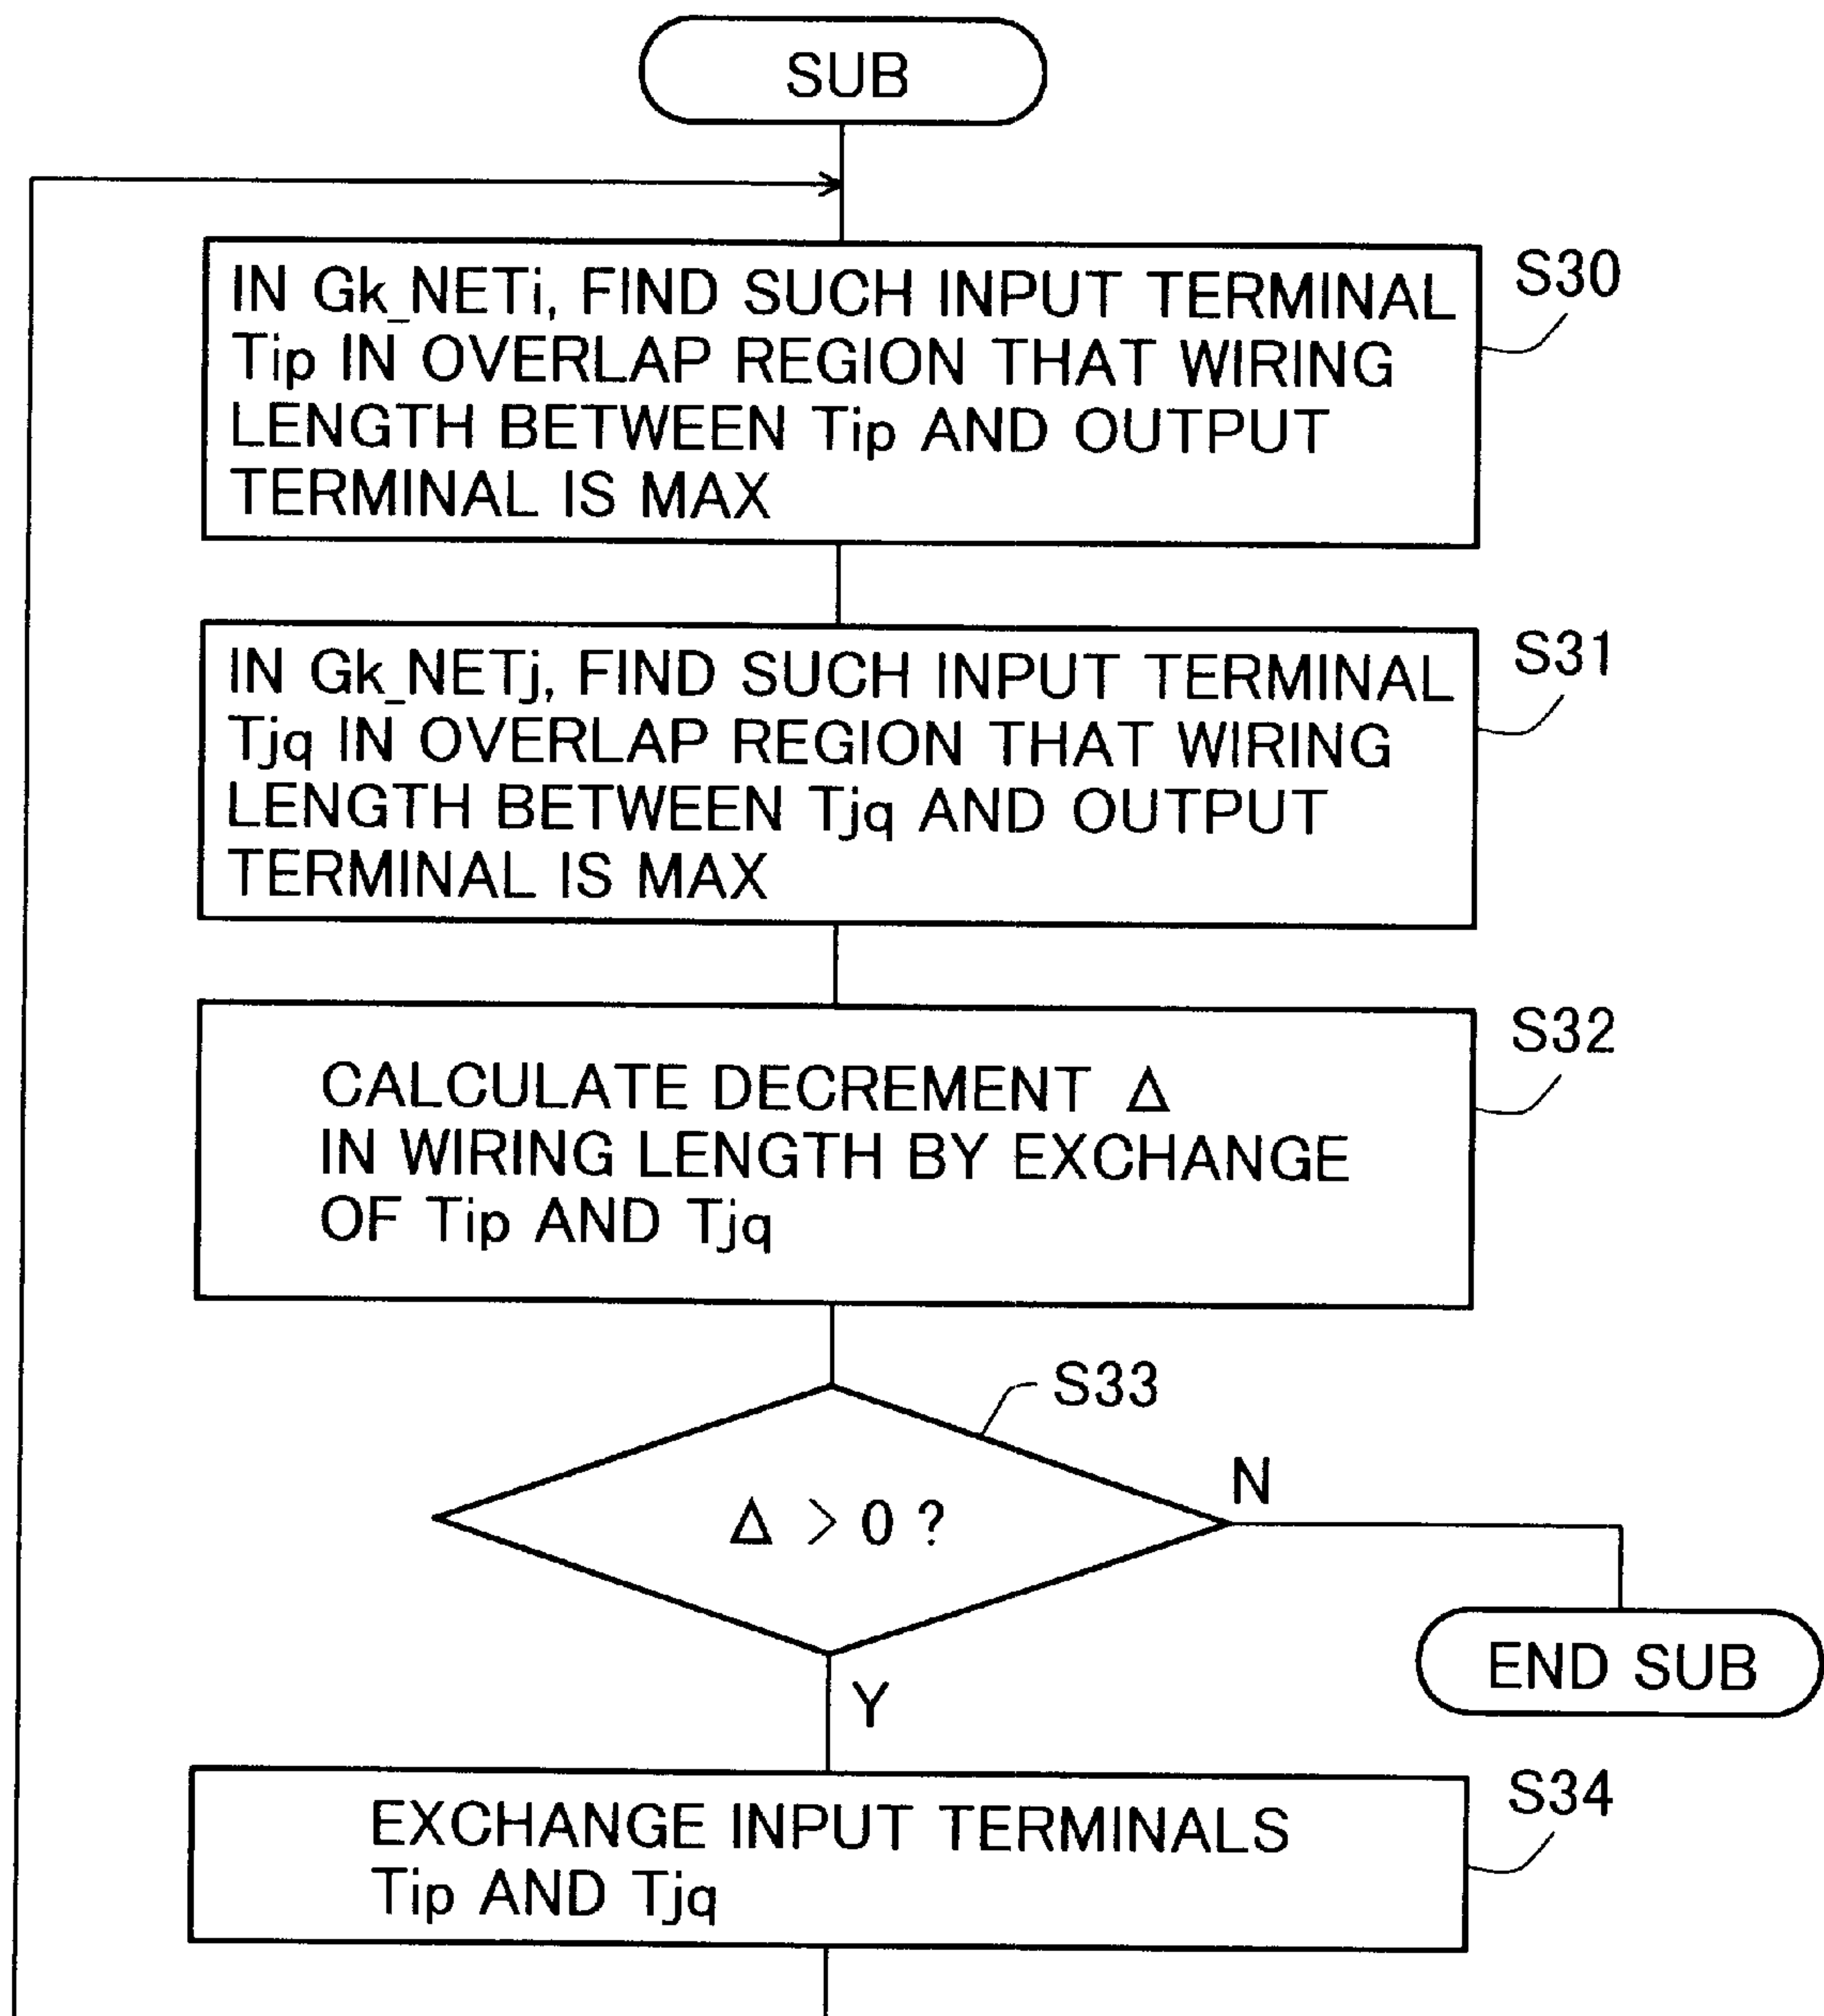 SUB
IN Gk_NETi, FIND SUCH INPUT TERMINAL
Tip IN OVERLAP REGION THAT WIRING
LENGTH BETWEEN Tip AND OUTPUT
TERMINAL IS MAX
S30
IN Gk_NETj, FIND SUCH INPUT TERMINAL
Tjq IN OVERLAP REGION THAT WIRING
LENGTH BETWEEN Tjq AND OUTPUT
TERMINAL IS MAX
S31
CALCULATE DECREMENT Δ
IN WIRING LENGTH BY EXCHANGE
OF Tip AND Tjq
S32
S33
Δ > 0 ?
N
END SUB
Y
EXCHANGE INPUT TERMINALS
Tip AND Tjq
S34